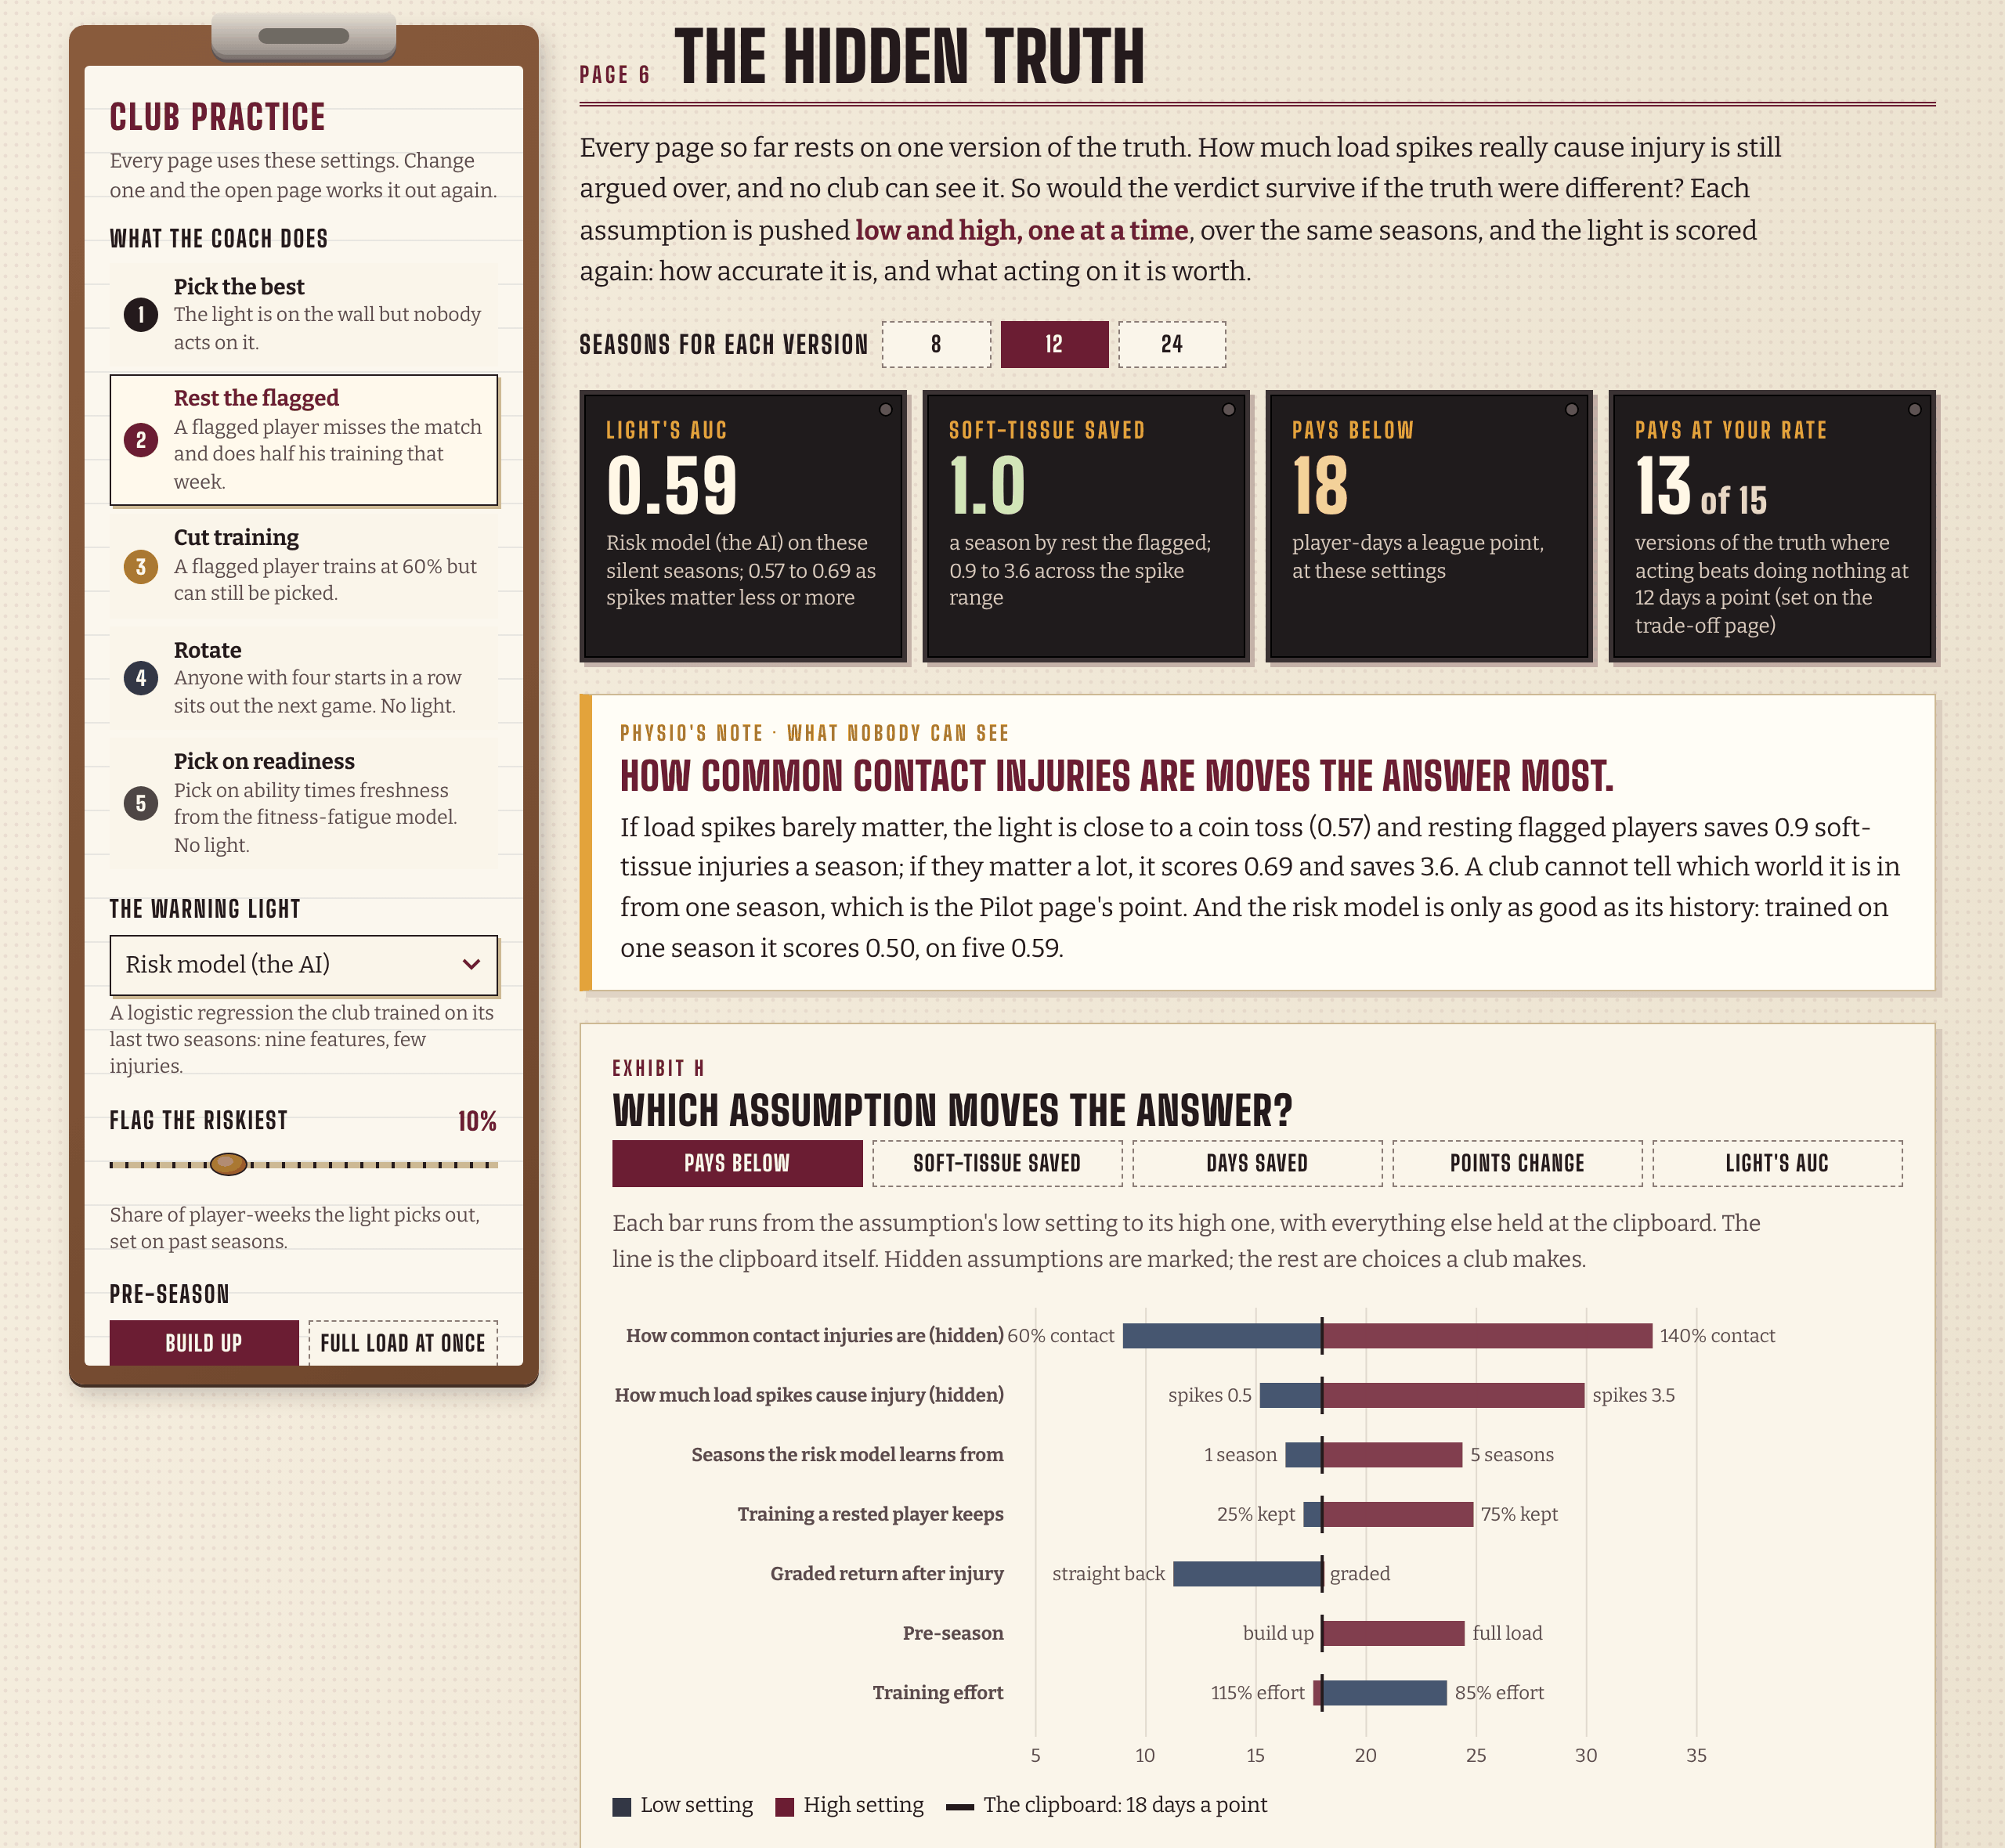 CLUB PRACTICE
Every page uses these settings. Change
one and the open page works it out again.
WHAT THE COACH DOES
1
Pick the best
The light is on the wall but nobody
acts on it.
2
Rest the flagged
A flagged player misses the match
and does half his training that
week.
3
Cut training
A flagged player trains at 60% but
can still be picked.
4
Rotate
Anyone with four starts in a row
sits out the next game. No light.
5
Pick on readiness
Pick on ability times freshness
from the fitness-fatigue model.
No light.
THE WARNING LIGHT
Risk model (the AI)
A logistic regression the club trained on its
last two seasons: nine features, few
injuries.
FLAG THE RISKIEST 10%
Share of player-weeks the light picks out,
set on past seasons.
PRE-SEASON
BUILD UP FULL LOAD AT ONCE
PAGE 6 THE HIDDEN TRUTH
Every page so far rests on one version of the truth. How much load spikes really cause injury is still
argued over, and no club can see it. So would the verdict survive if the truth were different? Each
assumption is pushed low and high, one at a time, over the same seasons, and the light is scored
again: how accurate it is, and what acting on it is worth.
SEASONS FOR EACH VERSION 8 12 24
LIGHT'S AUC
0.59
Risk model (the AI) on these
silent seasons; 0.57 to 0.69 as
spikes matter less or more
SOFT-TISSUE SAVED
1.0
a season by rest the flagged;
0.9 to 3.6 across the spike
range
PAYS BELOW
18
player-days a league point,
at these settings
PAYS AT YOUR RATE
13 of 15
versions of the truth where
acting beats doing nothing at
12 days a point (set on the
trade-off page)
PHYSIO'S NOTE · WHAT NOBODY CAN SEE
HOW COMMON CONTACT INJURIES ARE MOVES THE ANSWER MOST.
If load spikes barely matter, the light is close to a coin toss (0.57) and resting flagged players saves 0.9 soft-
tissue injuries a season; if they matter a lot, it scores 0.69 and saves 3.6. A club cannot tell which world it is in
from one season, which is the Pilot page's point. And the risk model is only as good as its history: trained on
one season it scores 0.50, on five 0.59.
EXHIBIT H
WHICH ASSUMPTION MOVES THE ANSWER?
PAYS BELOW SOFT-TISSUE SAVED DAYS SAVED POINTS CHANGE LIGHT'S AUC
Each bar runs from the assumption's low setting to its high one, with everything else held at the clipboard. The
line is the clipboard itself. Hidden assumptions are marked; the rest are choices a club makes.
How common contact injuries are (hidden) 60% contact 140% contact
How much load spikes cause injury (hidden) spikes 0.5 spikes 3.5
Seasons the risk model learns from 1 season 5 seasons
Training a rested player keeps 25% kept 75% kept
Graded return after injury straight back graded
Pre-season build up full load
Training effort 115% effort 85% effort
5 10 15 20 25 30 35
Low setting High setting The clipboard: 18 days a point